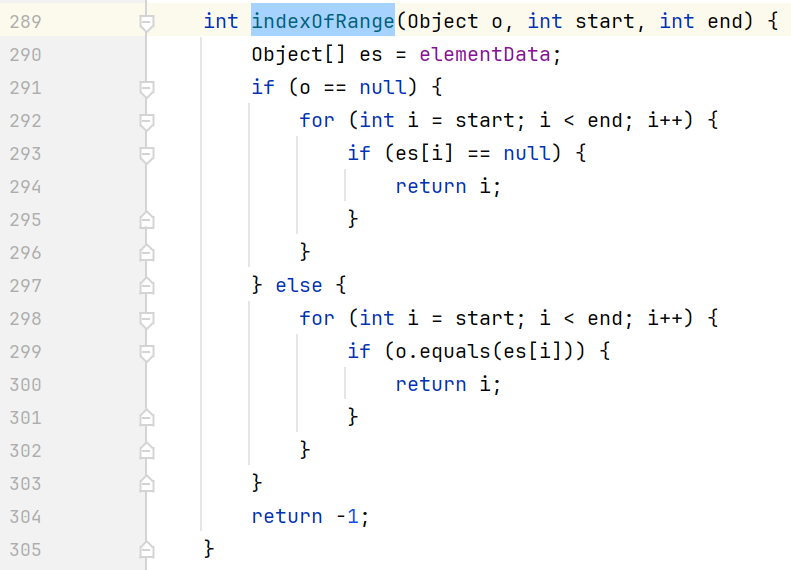 289 int indexOfRange(Object o, int start, int end) {
290 Object[] es = elementData;
291 if (o == null) {
292 for (int i = start; i < end; i++) {
293 if (es[i] == null) {
294 return i;
295 }
296 }
297 } else {
298 for (int i = start; i < end; i++) {
299 if (o.equals(es[i])) {
300 return i;
301 }
302 }
303 }
304 return -1;
305 }